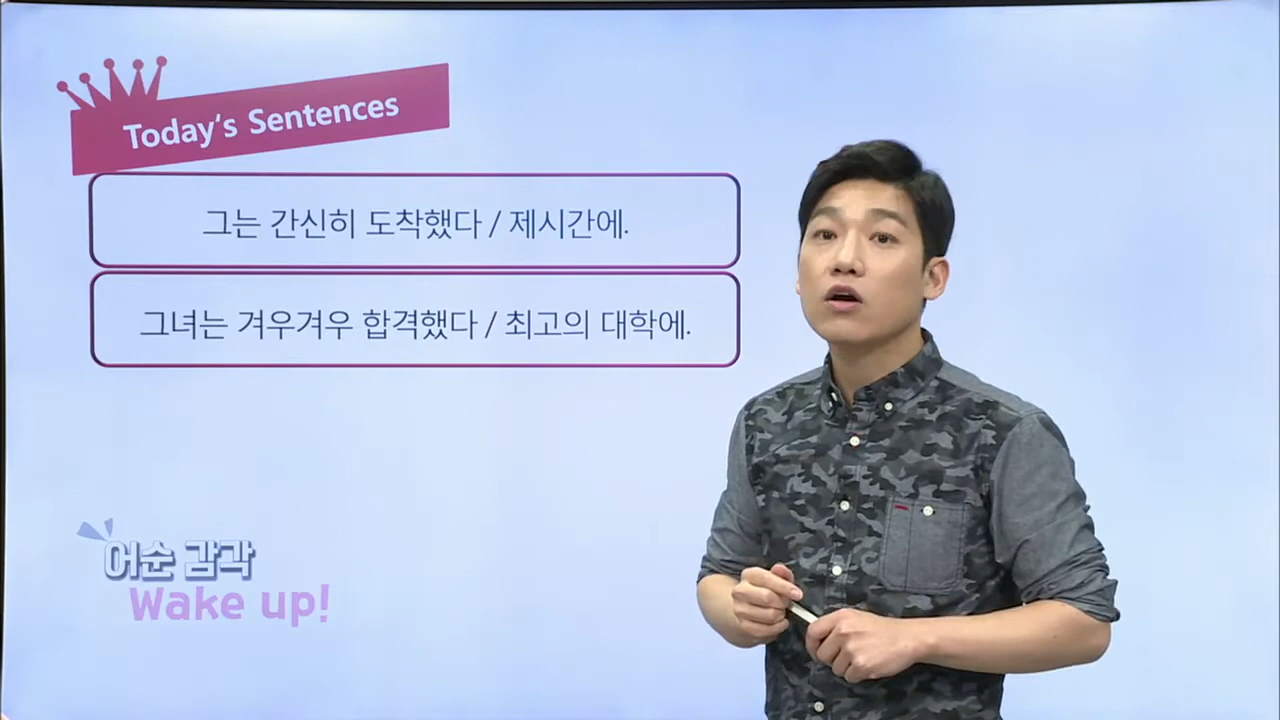 Today's Sentences
그는 간신히 도착했다 / 제시간에.
그녀는 겨우겨우 합격했다 / 최고의 대학에.
어순 감각
Wake up!